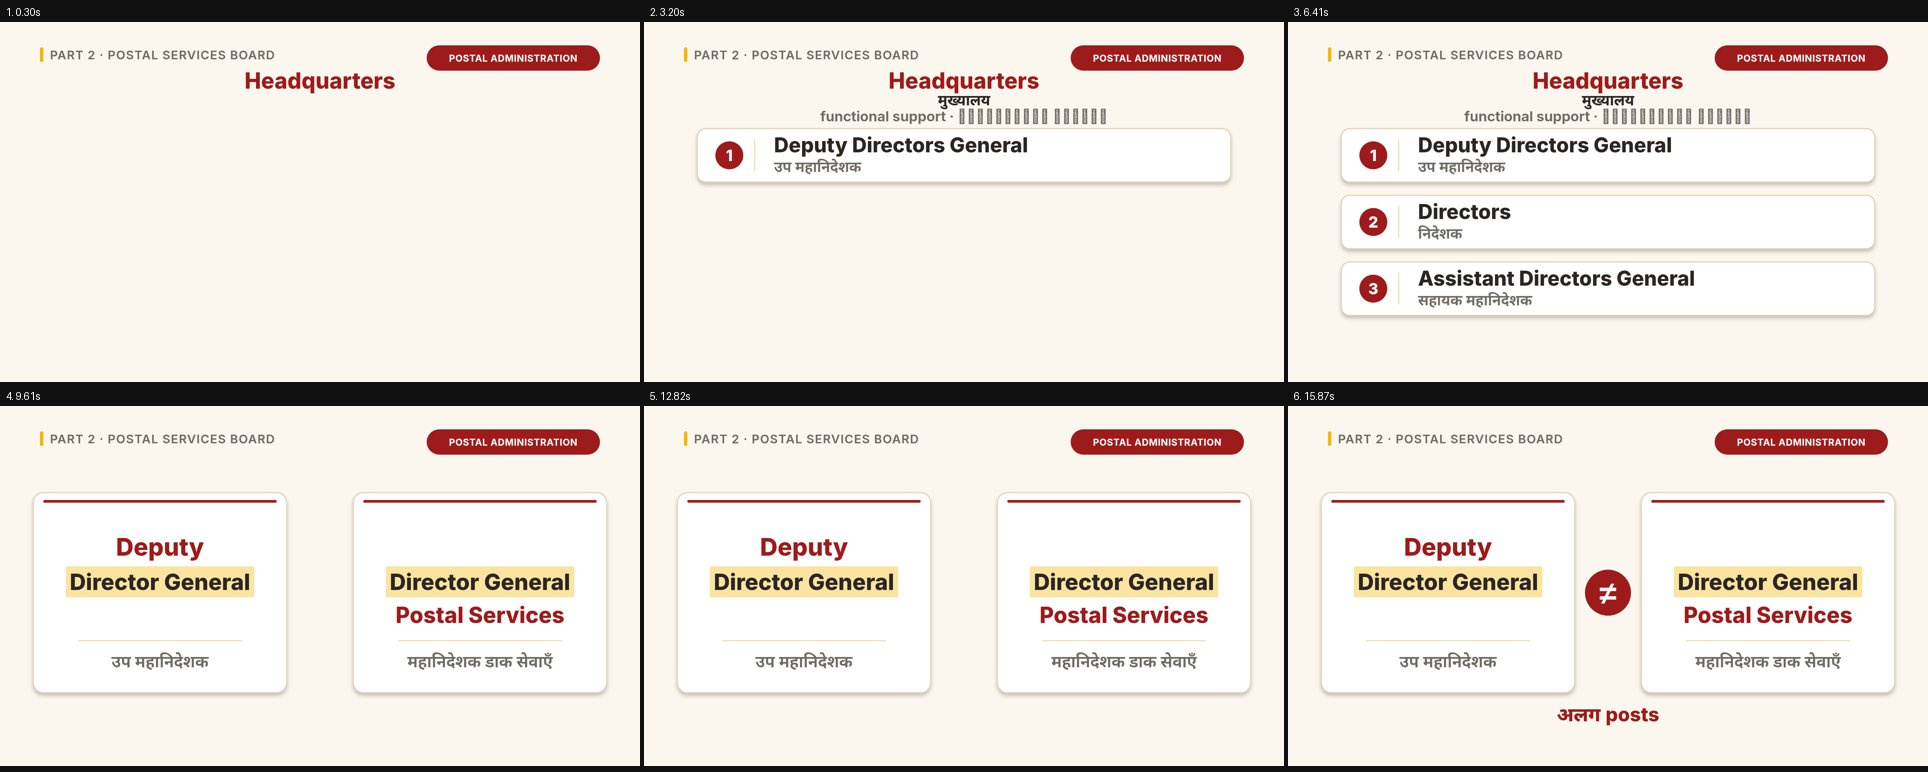 1. 0.30s
PART 2 · POSTAL SERVICES BOARD
POSTAL ADMINISTRATION
Headquarters
2. 3.20s
PART 2 · POSTAL SERVICES BOARD
POSTAL ADMINISTRATION
Headquarters
मुख्यालय
functional support ·
1
Deputy Directors General
उप महानिदेशक
3. 6.41s
PART 2 · POSTAL SERVICES BOARD
POSTAL ADMINISTRATION
Headquarters
मुख्यालय
functional support ·
1
Deputy Directors General
उप महानिदेशक
2
Directors
निदेशक
3
Assistant Directors General
सहायक महानिदेशक
4. 9.61s
PART 2 · POSTAL SERVICES BOARD
POSTAL ADMINISTRATION
Deputy
Director General
उप महानिदेशक
Director General
Postal Services
महानिदेशक डाक सेवाएँ
5. 12.82s
PART 2 · POSTAL SERVICES BOARD
POSTAL ADMINISTRATION
Deputy
Director General
उप महानिदेशक
Director General
Postal Services
महानिदेशक डाक सेवाएँ
6. 15.87s
PART 2 · POSTAL SERVICES BOARD
POSTAL ADMINISTRATION
Deputy
Director General
उप महानिदेशक
≠
Director General
Postal Services
महानिदेशक डाक सेवाएँ
अलग posts